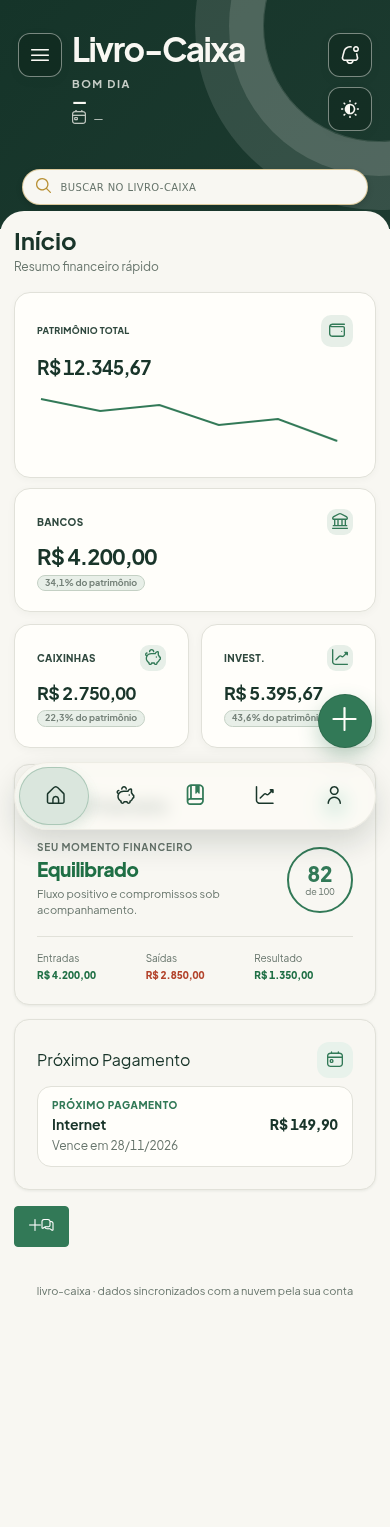 Livro-Caixa
BOM DIA
—
—
BUSCAR NO LIVRO-CAIXA
Início
Resumo financeiro rápido
PATRIMÔNIO TOTAL
R$ 12.345,67
BANCOS
R$ 4.200,00
34,1% do patrimônio
CAIXINHAS
R$ 2.750,00
22,3% do patrimônio
INVEST.
R$ 5.395,67
43,6% do patrimôni
SEU MOMENTO FINANCEIRO
Equilibrado
Fluxo positivo e compromissos sob
acompanhamento.
82
de 100
Entradas
Saídas
Resultado
R$ 4.200,00
R$ 2.850,00
R$ 1.350,00
Próximo Pagamento
PRÓXIMO PAGAMENTO
Internet
R$ 149,90
Vence em 28/11/2026
livro-caixa · dados sincronizados com a nuvem pela sua conta